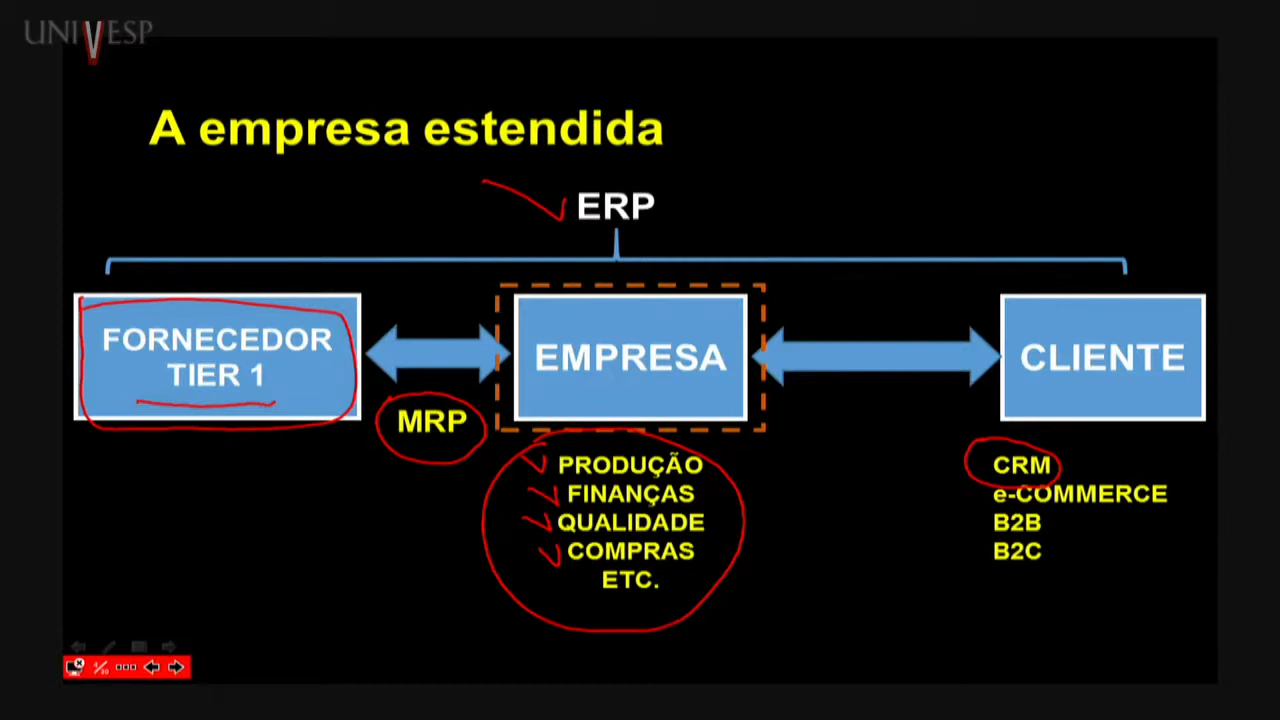 UNIVESP
A empresa estendida
ERP
FORNECEDOR
TIER 1
EMPRESA
CLIENTE
MRP
PRODUÇÃO
FINANÇAS
QUALIDADE
COMPRAS
ETC.
CRM
e-COMMERCE
B2B
B2C